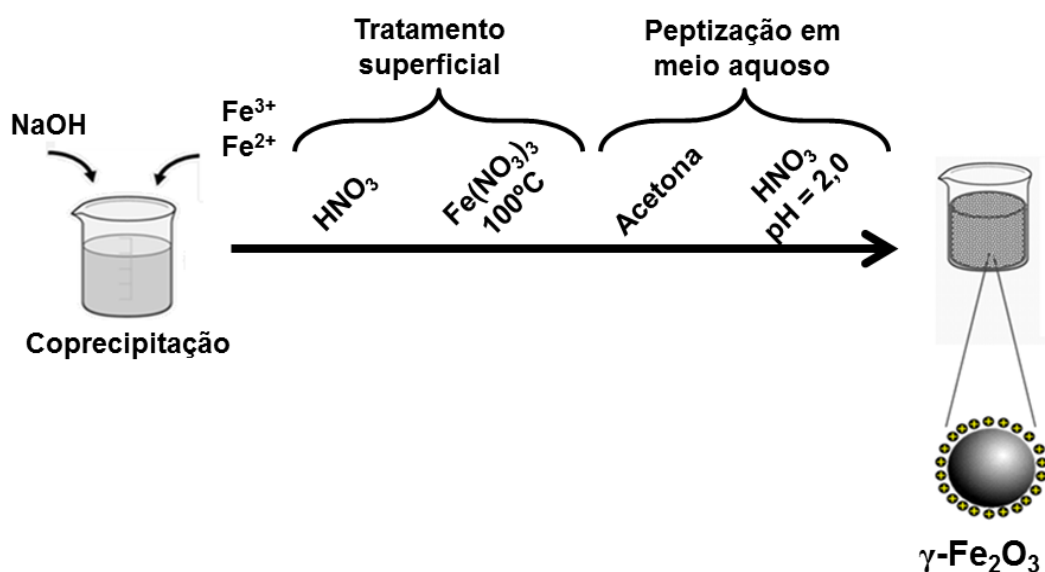 Tratamento
superficial
Peptização em
meio aquoso
NaOH
Fe³⁺
Fe²⁺
HNO₃
Fe(NO₃)₃
100ºC
Acetona
HNO₃
pH = 2,0
Coprecipitação
γ-Fe₂O₃